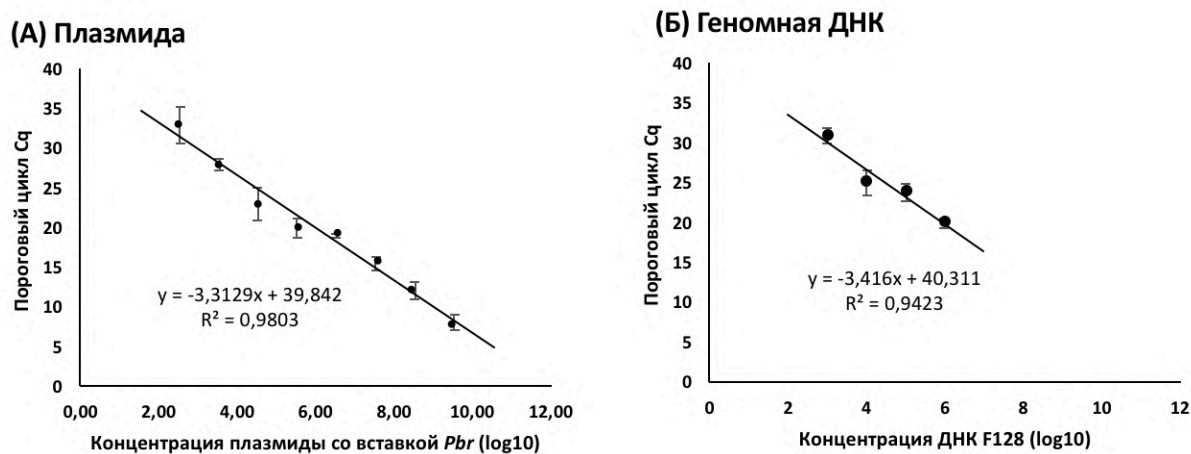 (А) Плазмида
40
35
30
25
20
15
10
5
0
Пороговый цикл Cq
y = -3,3129x + 39,842
R² = 0,9803
0,00 2,00 4,00 6,00 8,00 10,00 12,00
Концентрация плазмиды со вставкой Pbr (log10)
(Б) Геномная ДНК
40
35
30
25
20
15
10
5
0
Пороговый цикл Cq
y = -3,416x + 40,311
R² = 0,9423
0 2 4 6 8 10 12
Концентрация ДНК F128 (log10)